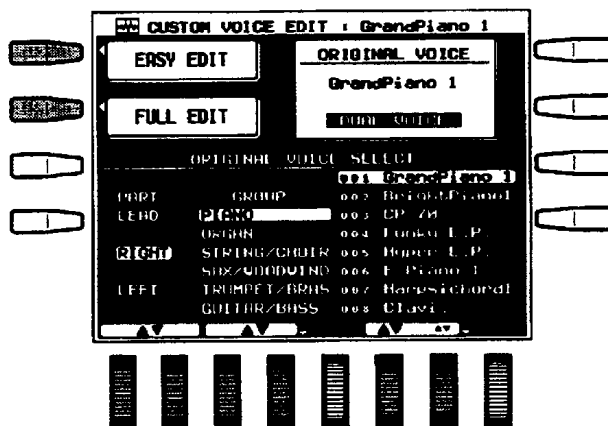 CUSTOM VOICE EDIT : GrandPiano 1
EASY EDIT
ORIGINAL VOICE
GrandPiano 1
FULL EDIT
DUAL VOICE
ORIGINAL VOICE SELECT
001 GrandPiano 1
PART GROUP 002 BrightPiano1
LEAD PIANO 003 CP 70
ORGAN 004 Funky E.P.
RIGHT STRING/CHOIR 005 Hyper E.P.
SAX/WOODWIND 006 E Piano 1
LEFT TRUMPET/BRAS 007 Harpsichord1
GUITAR/BASS 008 Clavi.